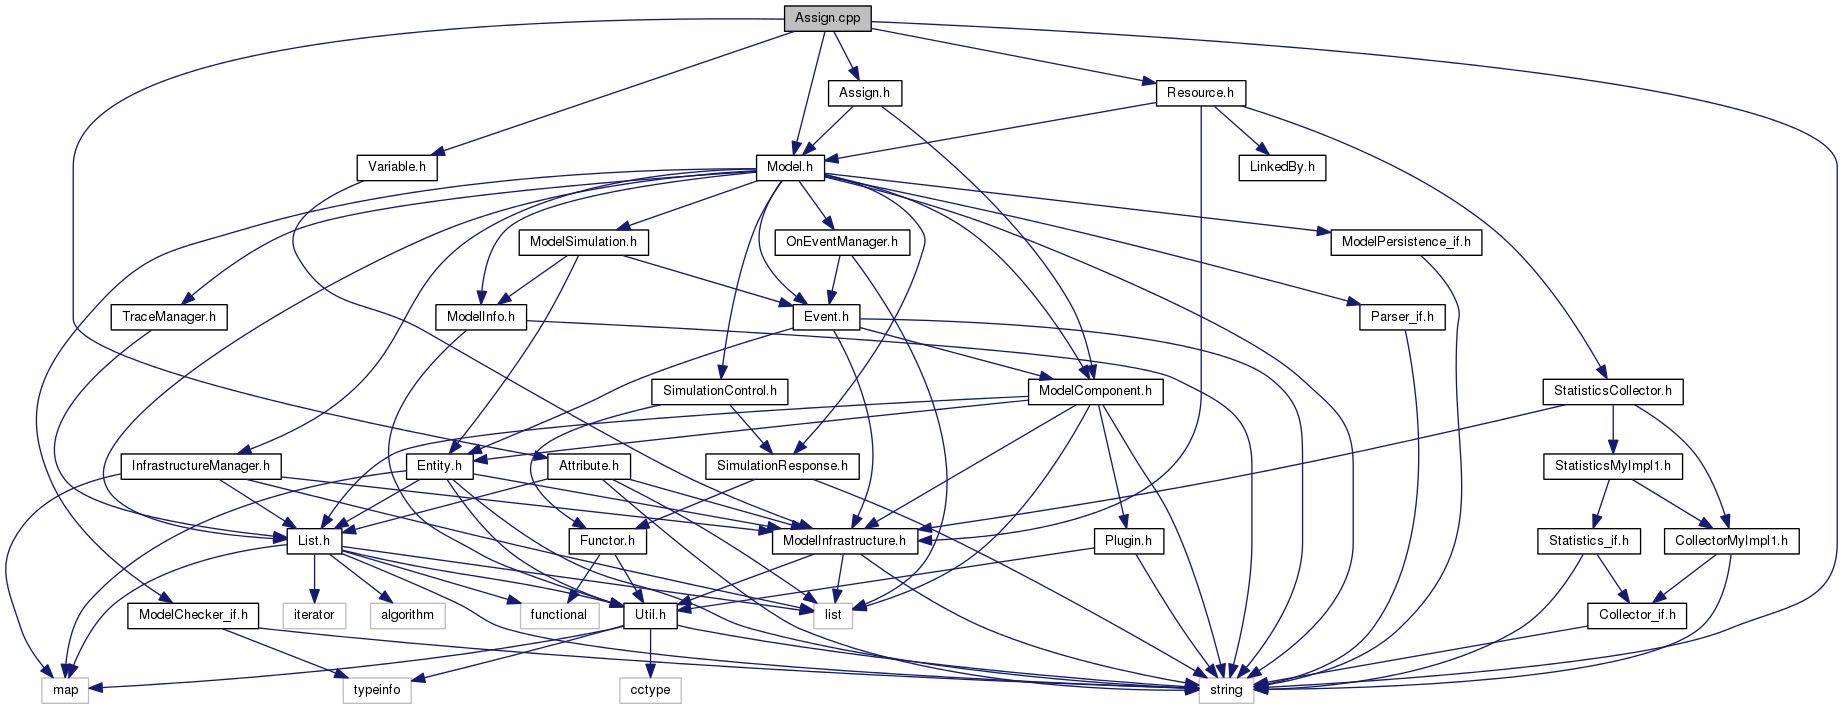 Assign.cpp
Assign.h
Resource.h
Variable.h
Model.h
LinkedBy.h
ModelSimulation.h
OnEventManager.h
ModelPersistence_if.h
TraceManager.h
ModelInfo.h
Event.h
Parser_if.h
SimulationControl.h
ModelComponent.h
StatisticsCollector.h
InfrastructureManager.h
Entity.h
Attribute.h
SimulationResponse.h
StatisticsMyImpl1.h
List.h
Functor.h
ModelInfrastructure.h
Plugin.h
Statistics_if.h
CollectorMyImpl1.h
ModelChecker_if.h
iterator
algorithm
functional
Util.h
list
Collector_if.h
map
typeinfo
cctype
string